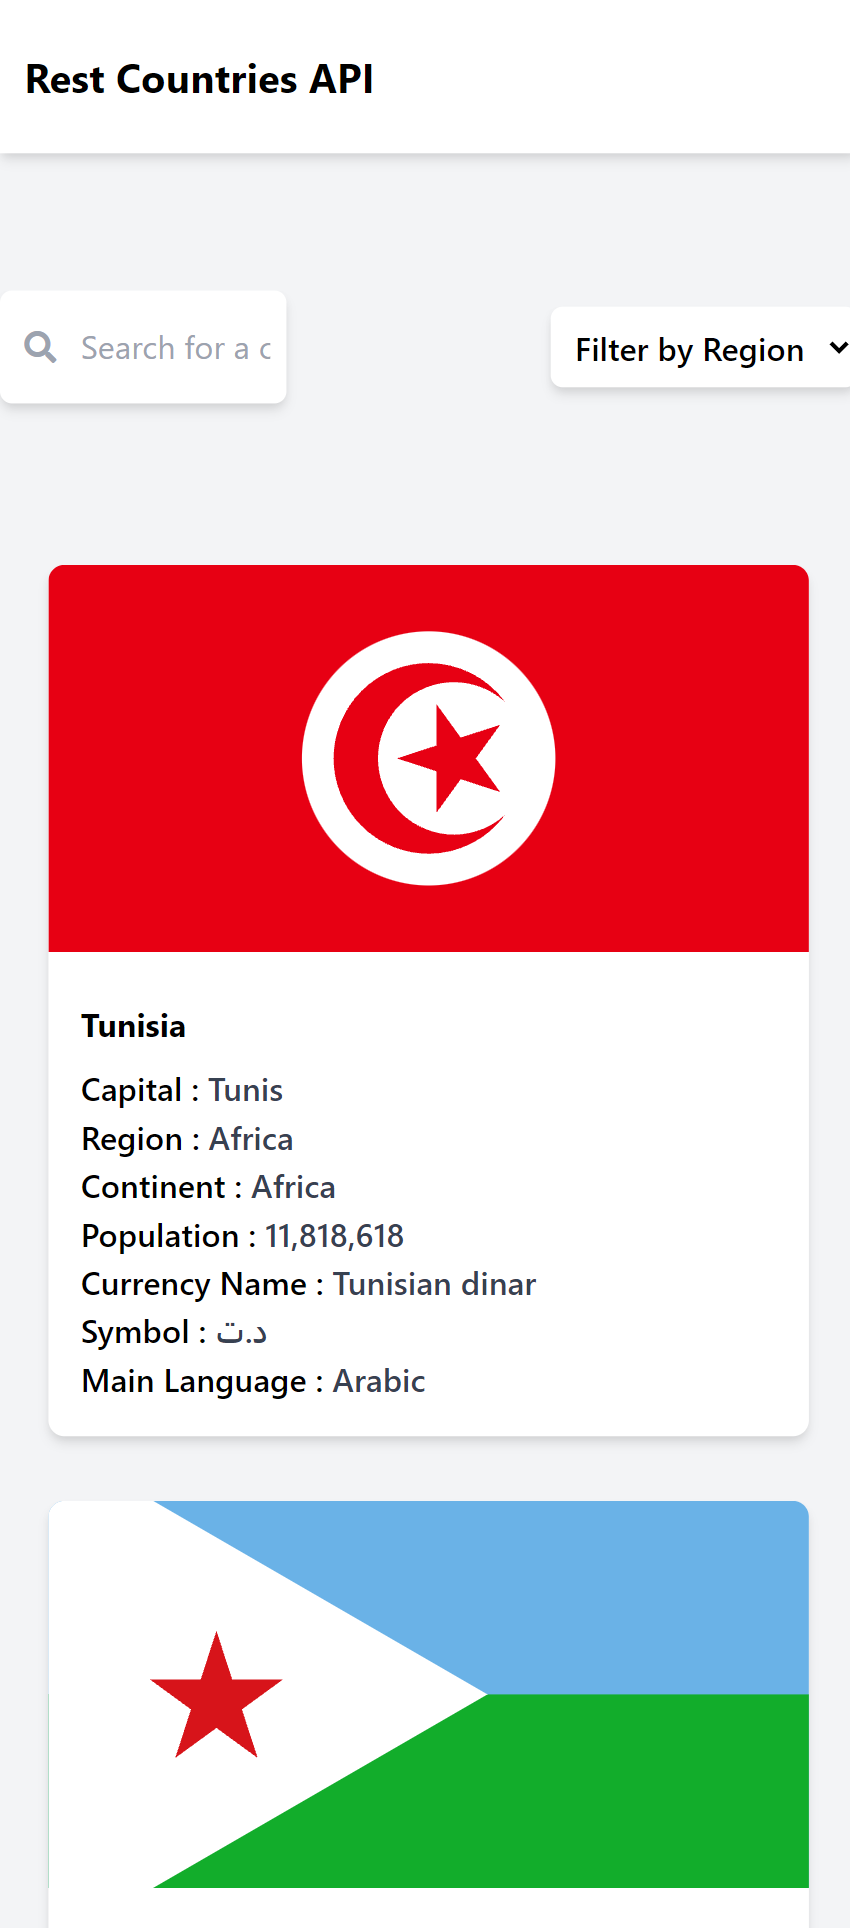 Rest Countries API
Search for a c
Filter by Region
Tunisia
Capital : Tunis
Region : Africa
Continent : Africa
Population : 11,818,618
Currency Name : Tunisian dinar
Symbol : د.ت
Main Language : Arabic